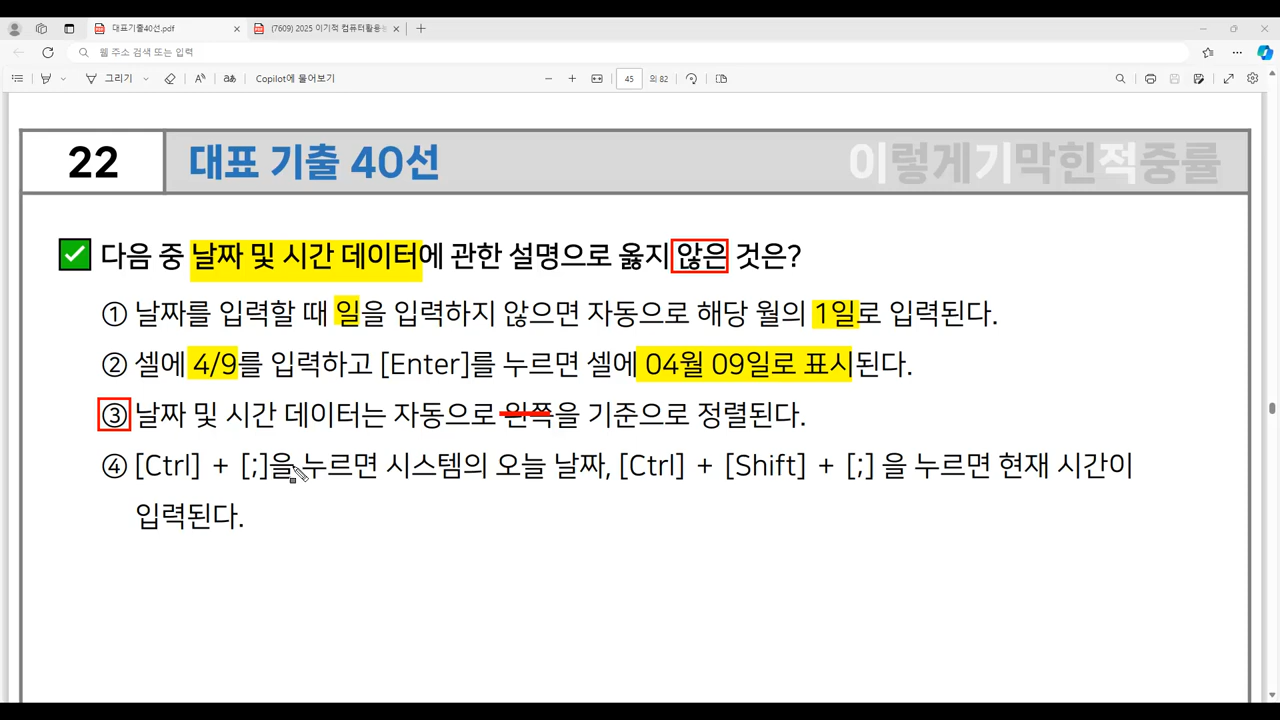 대표기출40선.pdf
(7609) 2025 이기적 컴퓨터활용능
웹 주소 검색 또는 입력
그리기
Copilot에 물어보기
45 의 82
22 대표 기출 40선 이렇게기막힌적중률
다음 중 날짜 및 시간 데이터에 관한 설명으로 옳지 않은 것은?
① 날짜를 입력할 때 일을 입력하지 않으면 자동으로 해당 월의 1일로 입력된다.
② 셀에 4/9를 입력하고 [Enter]를 누르면 셀에 04월 09일로 표시된다.
③ 날짜 및 시간 데이터는 자동으로 왼쪽을 기준으로 정렬된다.
④ [Ctrl] + [;]을 누르면 시스템의 오늘 날짜, [Ctrl] + [Shift] + [;] 을 누르면 현재 시간이
입력된다.